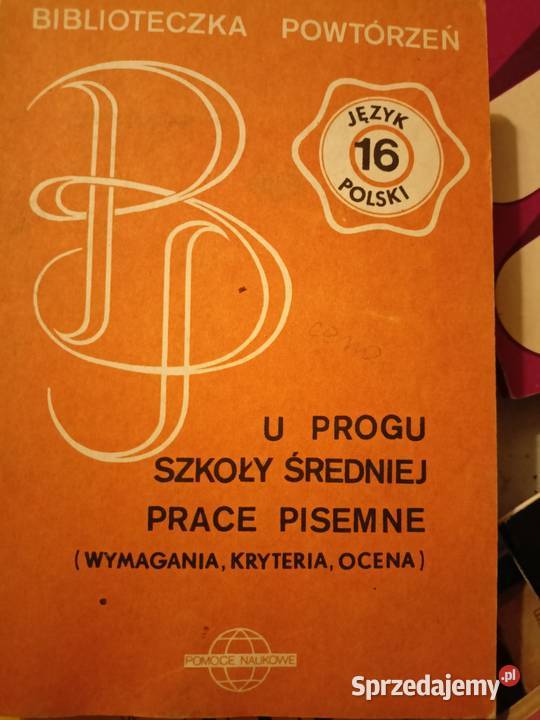 BIBLIOTECZKA POWTÓRZEŃ
JĘZYK
16
POLSKI
U PROGU
SZKOŁY ŚREDNIEJ
PRACE PISEMNE
(WYMAGANIA, KRYTERIA, OCENA)
POMOCE NAUKOWE
Sprzedajemy.pl